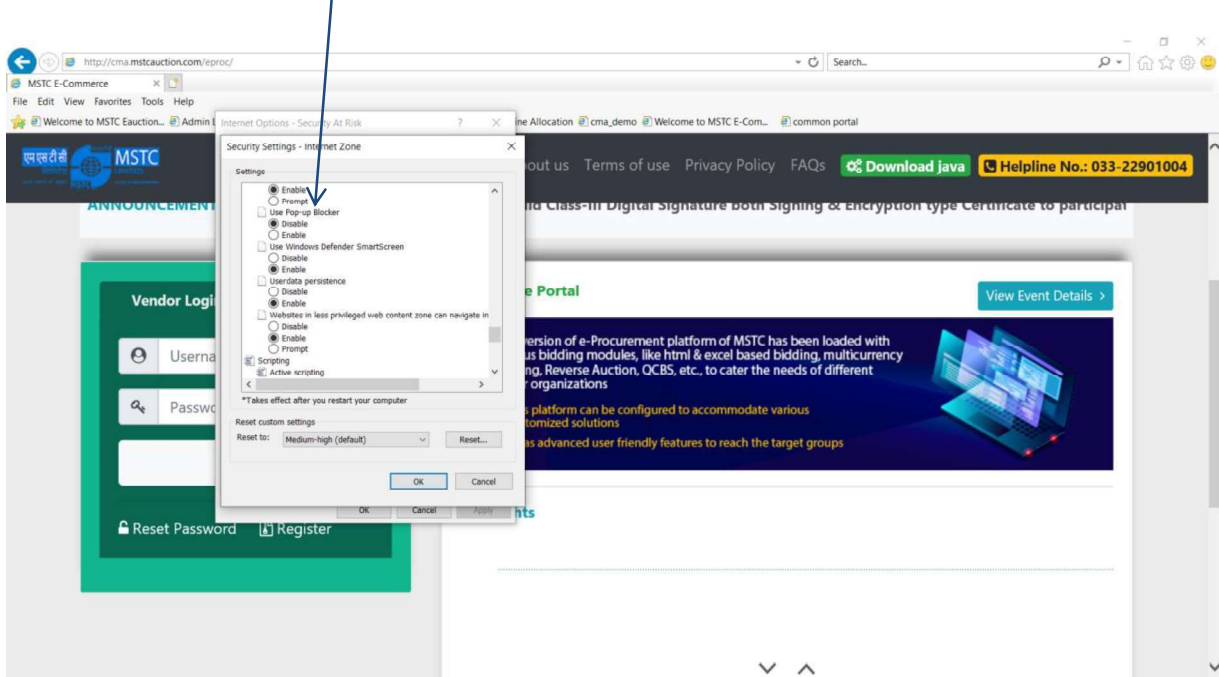 http://cma.mstcauction.com/eproc/
Search...
MSTC E-Commerce
File Edit View Favorites Tools Help
Welcome to MSTC Eauction... Admin L
ine Allocation cma_demo Welcome to MSTC E-Com... common portal
Internet Options - Security At Risk
Security Settings - Internet Zone
एम एस टी सी
MSTC
LIMITED
MSTC
out us Terms of use Privacy Policy FAQs Download java Helpline No.: 033-22901004
ANNOUNCEMENT
id Class-III Digital Signature both Signing & Encryption type Certificate to participat
Settings
Enable
Prompt
Use Pop-up Blocker
Disable
Enable
Use Windows Defender SmartScreen
Disable
Enable
Userdata persistence
Disable
Enable
Websites in less privileged web content zone can navigate in
Disable
Enable
Prompt
Scripting
Active scripting
*Takes effect after you restart your computer
Reset custom settings
Reset to: Medium-high (default) Reset...
OK Cancel
OK Cancel Apply
Vendor Logi
Userna
Passwo
Reset Password Register
e Portal
View Event Details >
version of e-Procurement platform of MSTC has been loaded with
us bidding modules, like html & excel based bidding, multicurrency
ng, Reverse Auction, QCBS, etc., to cater the needs of different
r organizations
s platform can be configured to accommodate various
tomized solutions
as advanced user friendly features to reach the target groups
nts